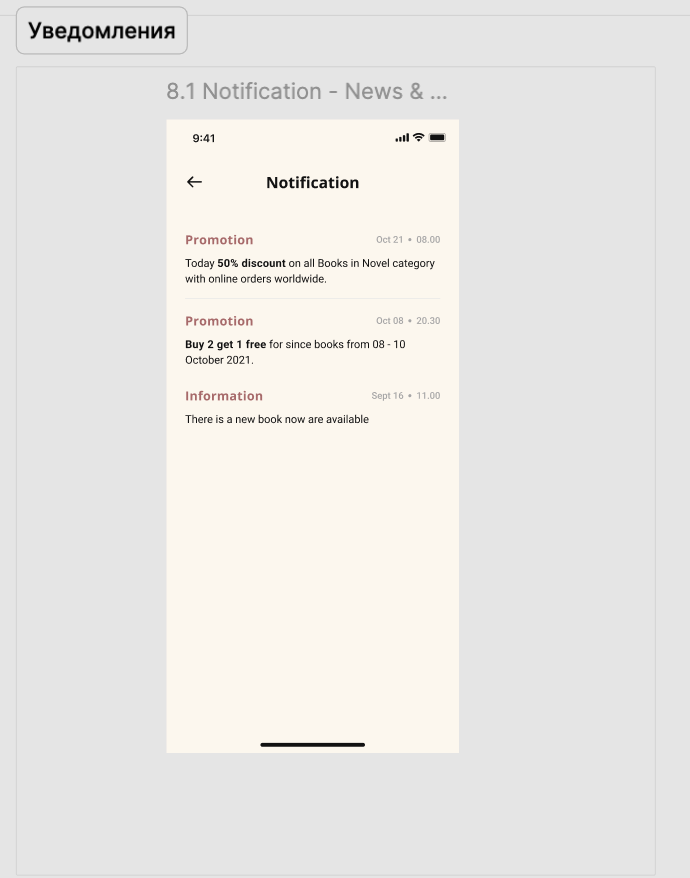 Уведомления
8.1 Notification - News & ...
9:41
Notification
Promotion Oct 21 • 08.00
Today 50% discount on all Books in Novel category
with online orders worldwide.
Promotion Oct 08 • 20.30
Buy 2 get 1 free for since books from 08 - 10
October 2021.
Information Sept 16 • 11.00
There is a new book now are available